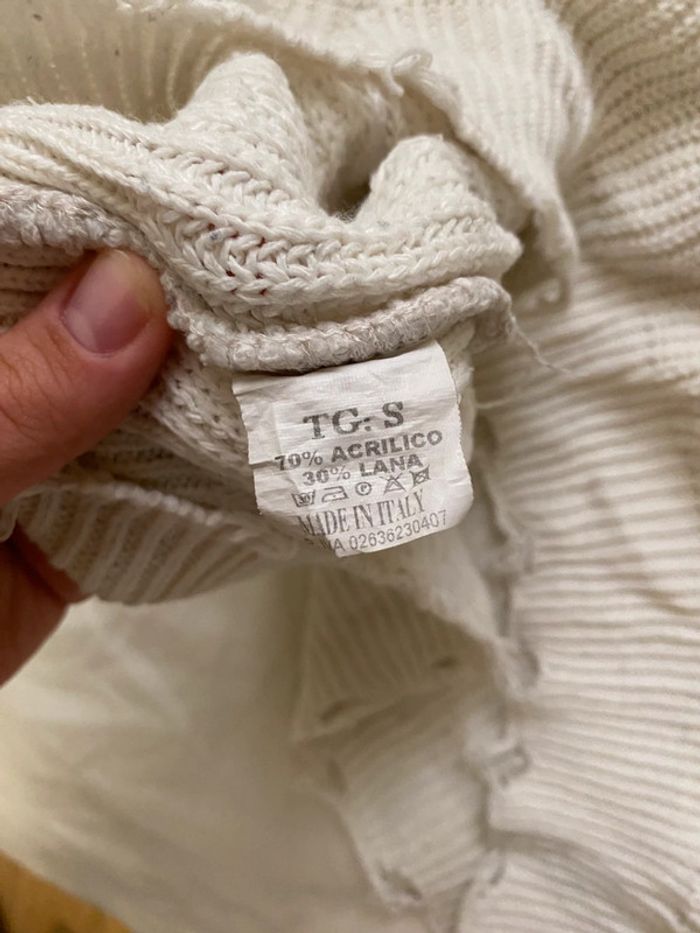 TG: S
70% ACRILICO
30% LANA
MADE IN ITALY
02636230407